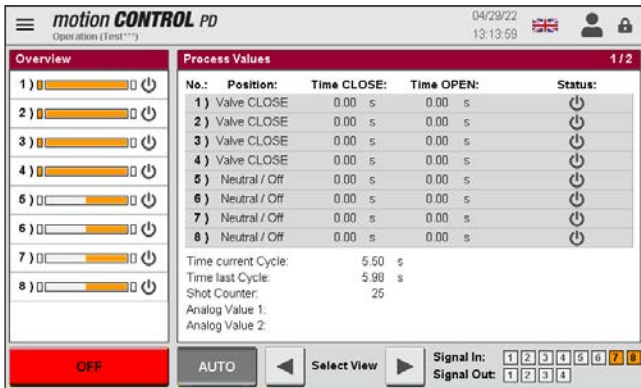 motion CONTROL PD
Operation (Test***)
04/29/22
13:13:59
Overview
1)
2)
3)
4)
5)
6)
7)
8)
Process Values 1/2
No.: Position: Time CLOSE: Time OPEN: Status:
1) Valve CLOSE 0.00 s 0.00 s
2) Valve CLOSE 0.00 s 0.00 s
3) Valve CLOSE 0.00 s 0.00 s
4) Valve CLOSE 0.00 s 0.00 s
5) Neutral / Off 0.00 s 0.00 s
6) Neutral / Off 0.00 s 0.00 s
7) Neutral / Off 0.00 s 0.00 s
8) Neutral / Off 0.00 s 0.00 s
Time current Cycle: 5.50 s
Time last Cycle: 5.98 s
Shot Counter: 25
Analog Value 1:
Analog Value 2:
OFF
AUTO
Select View
Signal In: 1 2 3 4 5 6 7 8
Signal Out: 1 2 3 4